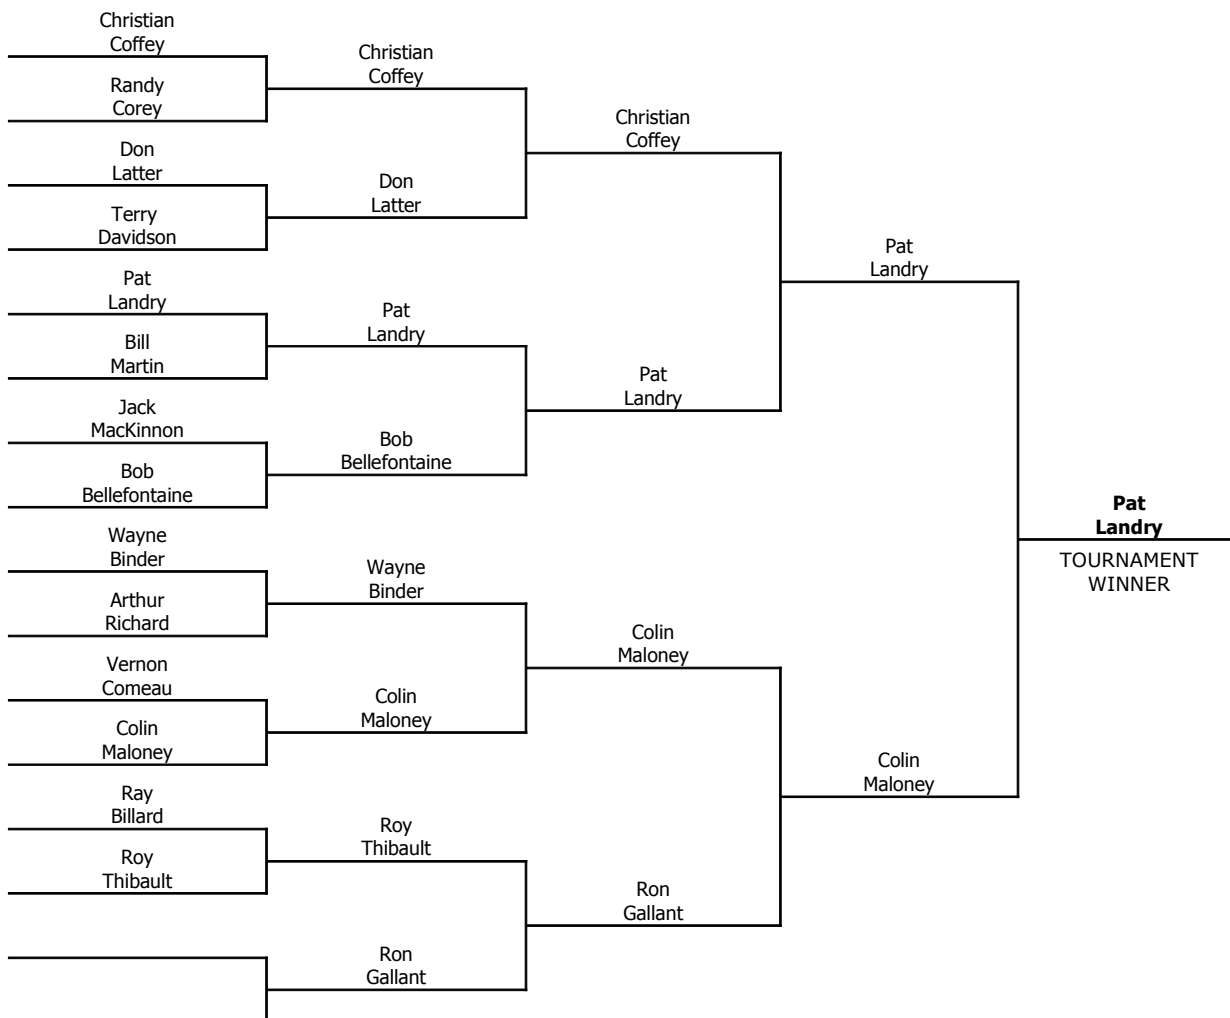 Christian
Coffey
Randy
Corey
Don
Latter
Terry
Davidson
Pat
Landry
Bill
Martin
Jack
MacKinnon
Bob
Bellefontaine
Wayne
Binder
Arthur
Richard
Vernon
Comeau
Colin
Maloney
Ray
Billard
Roy
Thibault
Christian
Coffey
Don
Latter
Pat
Landry
Bob
Bellefontaine
Wayne
Binder
Colin
Maloney
Roy
Thibault
Ron
Gallant
Christian
Coffey
Pat
Landry
Colin
Maloney
Ron
Gallant
Pat
Landry
Colin
Maloney
Pat
Landry
TOURNAMENT
WINNER